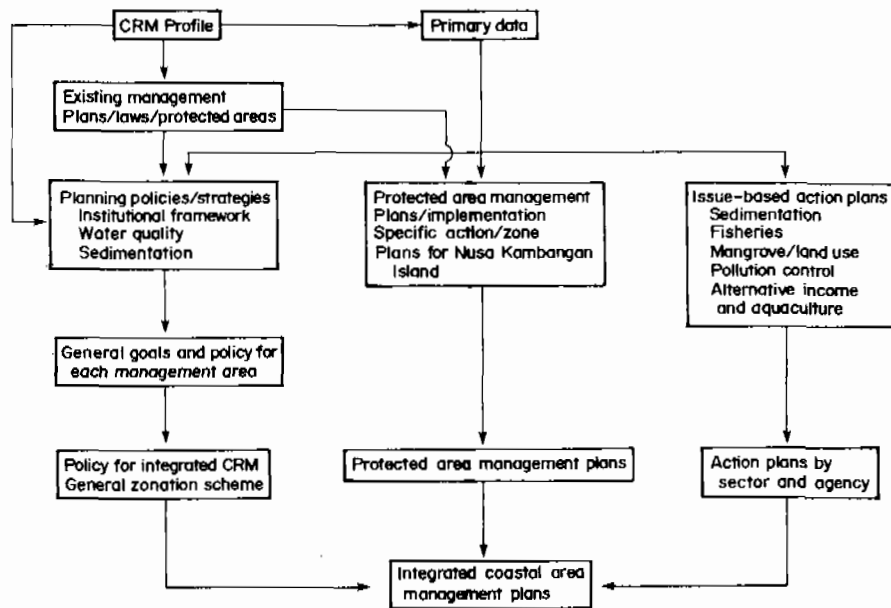 CRM Profile
Primary data
Existing management
Plans/laws/protected areas
Planning policies/strategies
Institutional framework
Water quality
Sedimentation
Protected area management
Plans/implementation
Specific action/zone
Plans for Nusa Kambangan
Island
Issue-based action plans
Sedimentation
Fisheries
Mangrove/land use
Pollution control
Alternative income
and aquaculture
General goals and policy for
each management area
Policy for integrated CRM
General zonation scheme
Protected area management plans
Action plans by
sector and agency
Integrated coastal area
management plans